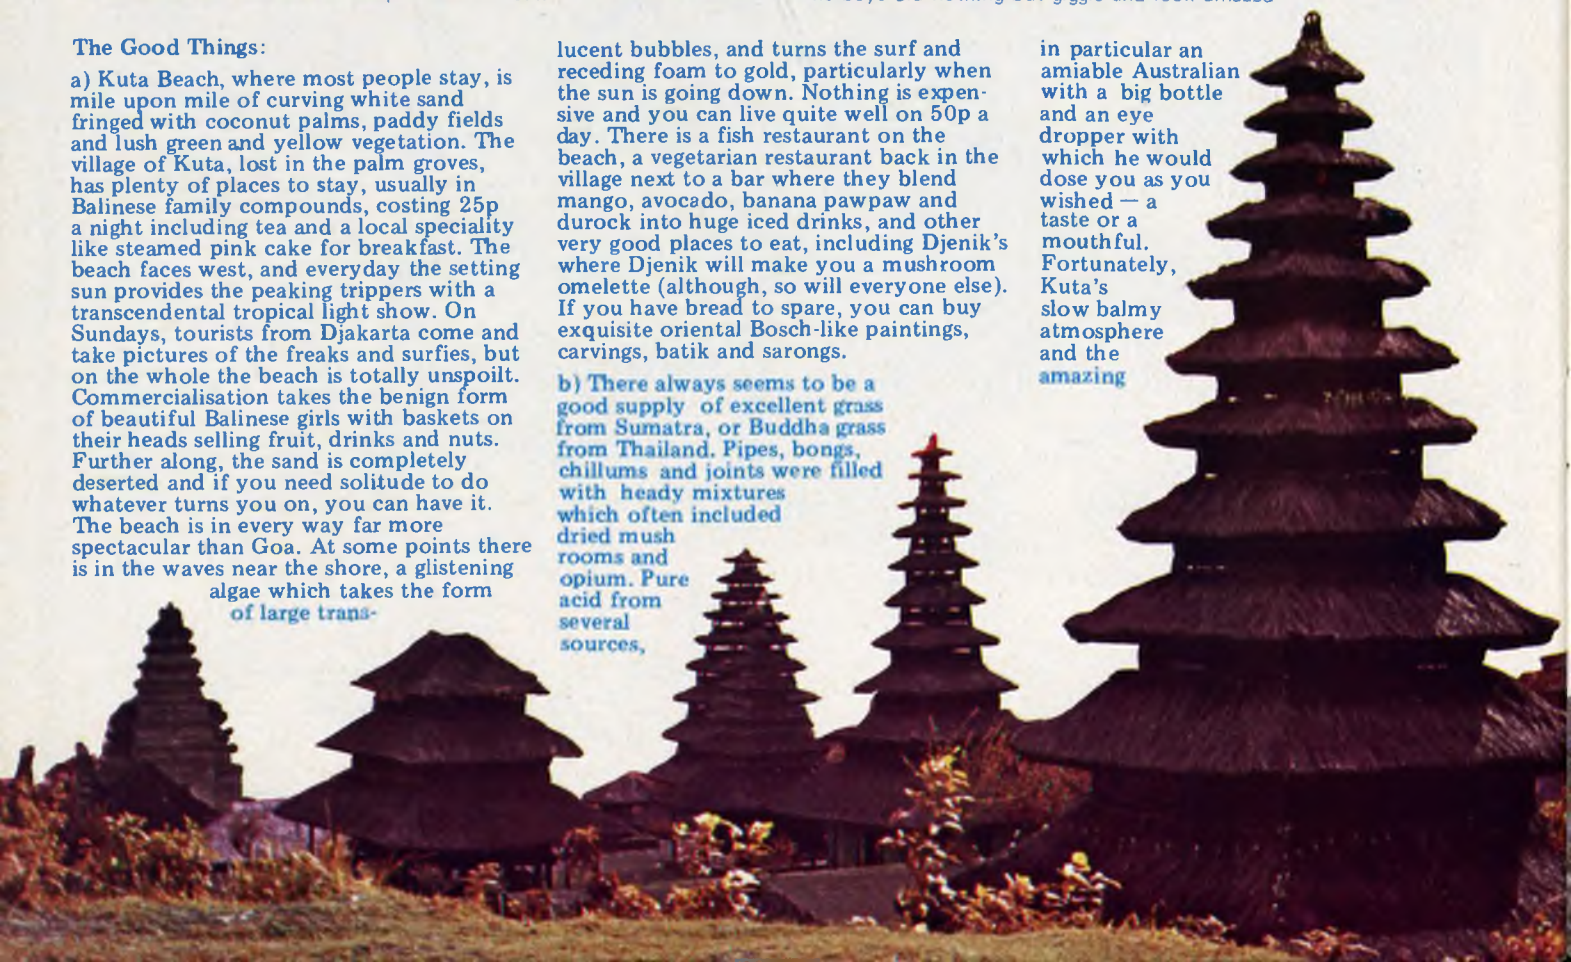 The Good Things:
a) Kuta Beach, where most people stay, is
mile upon mile of curving white sand
fringed with coconut palms, paddy fields
and lush green and yellow vegetation. The
village of Kuta, lost in the palm groves,
has plenty of places to stay, usually in
Balinese family compounds, costing 25p
a night including tea and a local speciality
like steamed pink cake for breakfast. The
beach faces west, and everyday the setting
sun provides the peaking trippers with a
transcendental tropical light show. On
Sundays, tourists from Djakarta come and
take pictures of the freaks and surfies, but
on the whole the beach is totally unspoilt.
Commercialisation takes the benign form
of beautiful Balinese girls with baskets on
their heads selling fruit, drinks and nuts.
Further along, the sand is completely
deserted and if you need solitude to do
whatever turns you on, you can have it.
The beach is in every way far more
spectacular than Goa. At some points there
is in the waves near the shore, a glistening
algae which takes the form
of large trans-
lucent bubbles, and turns the surf and
receding foam to gold, particularly when
the sun is going down. Nothing is expen-
sive and you can live quite well on 50p a
day. There is a fish restaurant on the
beach, a vegetarian restaurant back in the
village next to a bar where they blend
mango, avocado, banana pawpaw and
durock into huge iced drinks, and other
very good places to eat, including Djenik's
where Djenik will make you a mushroom
omelette (although, so will everyone else).
If you have bread to spare, you can buy
exquisite oriental Bosch-like paintings,
carvings, batik and sarongs.
b) There always seems to be a
good supply of excellent grass
from Sumatra, or Buddha grass
from Thailand. Pipes, bongs,
chillums and joints were filled
with heady mixtures
which often included
dried mush
rooms and
opium. Pure
acid from
several
sources,
in particular an
amiable Australian
with a big bottle
and an eye
dropper with
which he would
dose you as you
wished — a
taste or a
mouthful.
Fortunately,
Kuta's
slow balmy
atmosphere
and the
amazing